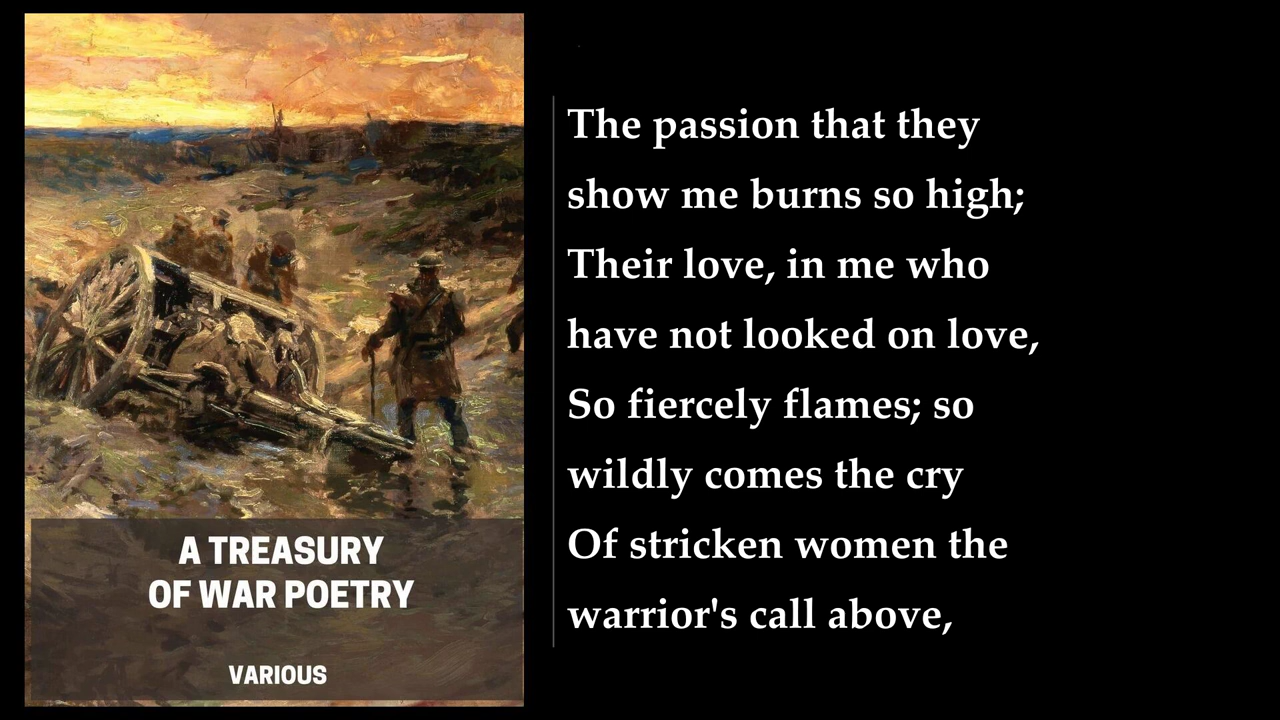 A TREASURY
OF WAR POETRY
VARIOUS
The passion that they
show me burns so high;
Their love, in me who
have not looked on love,
So fiercely flames; so
wildly comes the cry
Of stricken women the
warrior's call above,